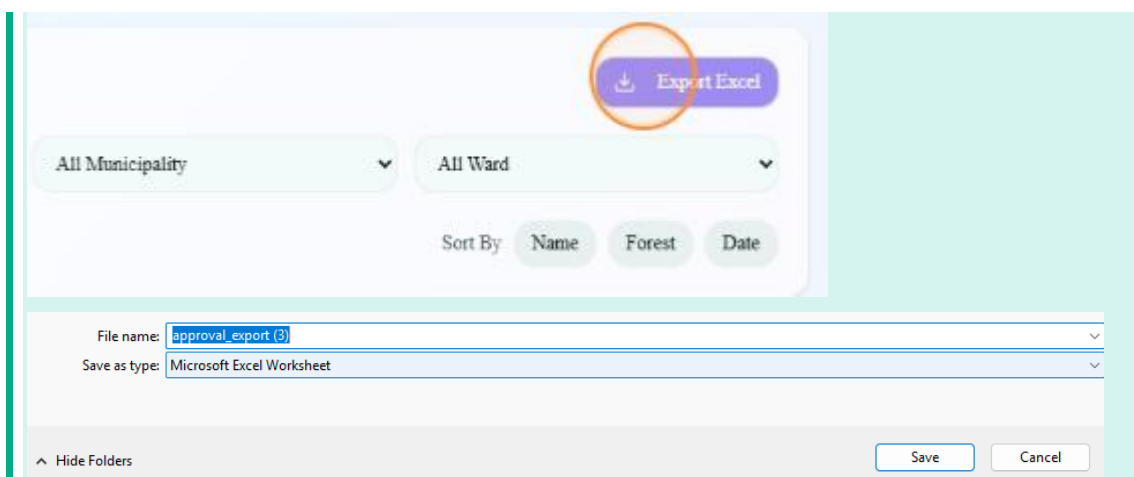 Export Excel
All Municipality All Ward
Sort By Name Forest Date
File name: approval_export (3)
Save as type: Microsoft Excel Worksheet
Hide Folders Save Cancel